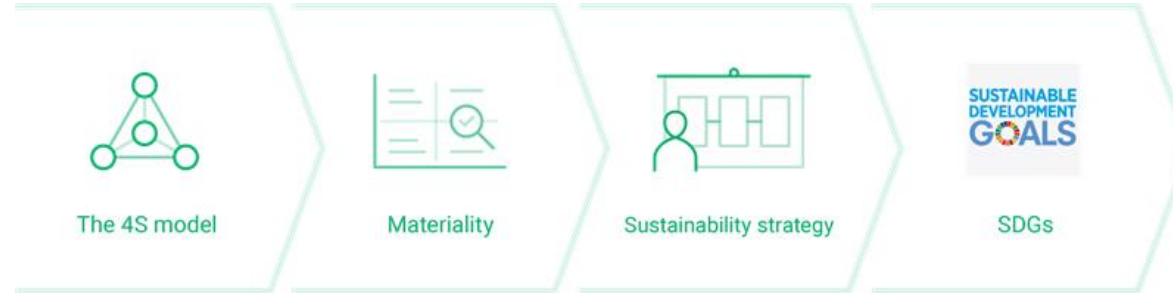 SUSTAINABLE
DEVELOPMENT
GOALS
The 4S model
Materiality
Sustainability strategy
SDGs